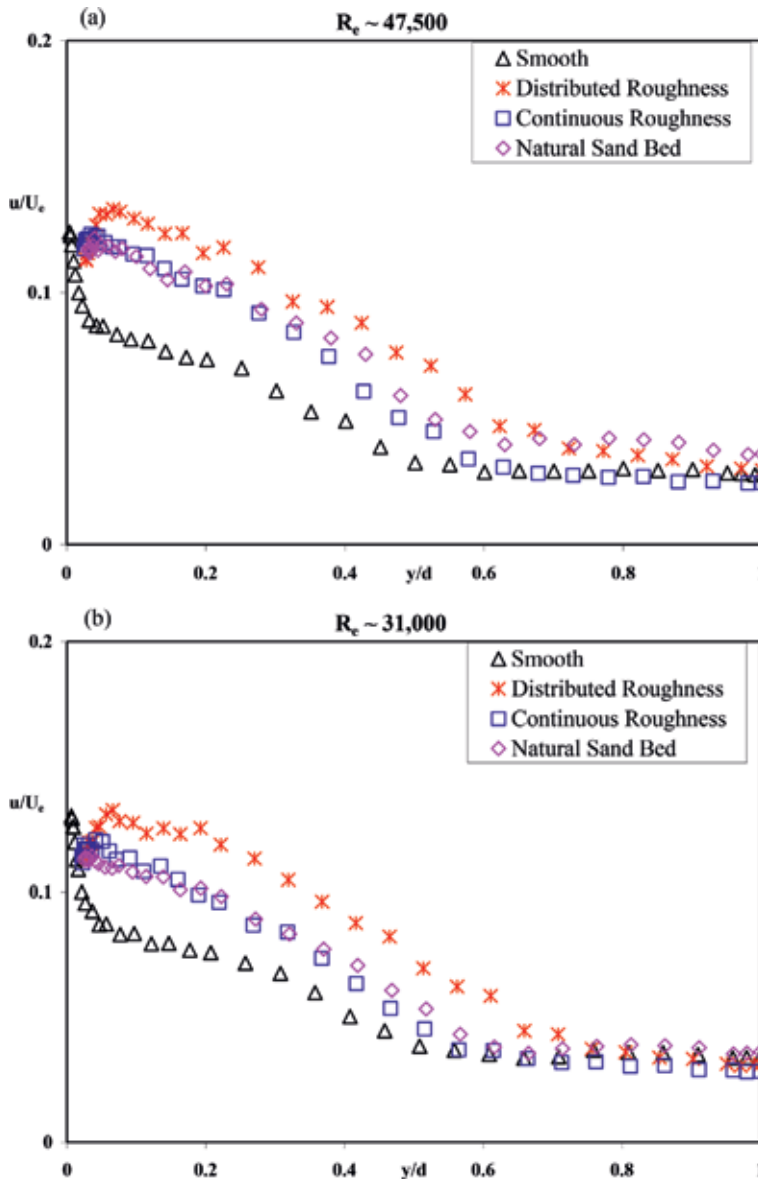 (a)
Rₑ ~ 47,500
0.2
Smooth
Distributed Roughness
Continuous Roughness
Natural Sand Bed
u/Uₑ
0.1
0
0 0.2 0.4 y/d 0.6 0.8 1
(b)
Rₑ ~ 31,000
0.2
Smooth
Distributed Roughness
Continuous Roughness
Natural Sand Bed
u/Uₑ
0.1
0
0 0.2 0.4 y/d 0.6 0.8 1